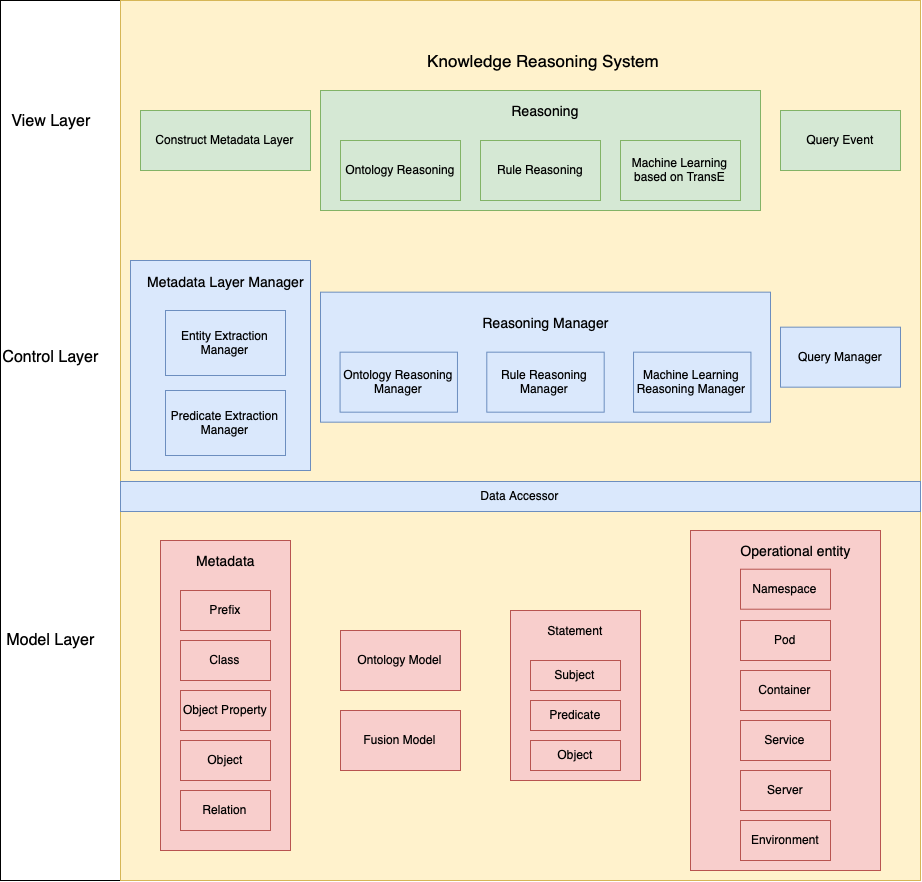 Knowledge Reasoning System
View Layer
Construct Metadata Layer
Reasoning
Ontology Reasoning
Rule Reasoning
Machine Learning
based on TransE
Query Event
Control Layer
Metadata Layer Manager
Entity Extraction
Manager
Predicate Extraction
Manager
Reasoning Manager
Ontology Reasoning
Manager
Rule Reasoning
Manager
Machine Learning
Reasoning Manager
Query Manager
Data Accessor
Model Layer
Metadata
Prefix
Class
Object Property
Object
Relation
Ontology Model
Fusion Model
Statement
Subject
Predicate
Object
Operational entity
Namespace
Pod
Container
Service
Server
Environment